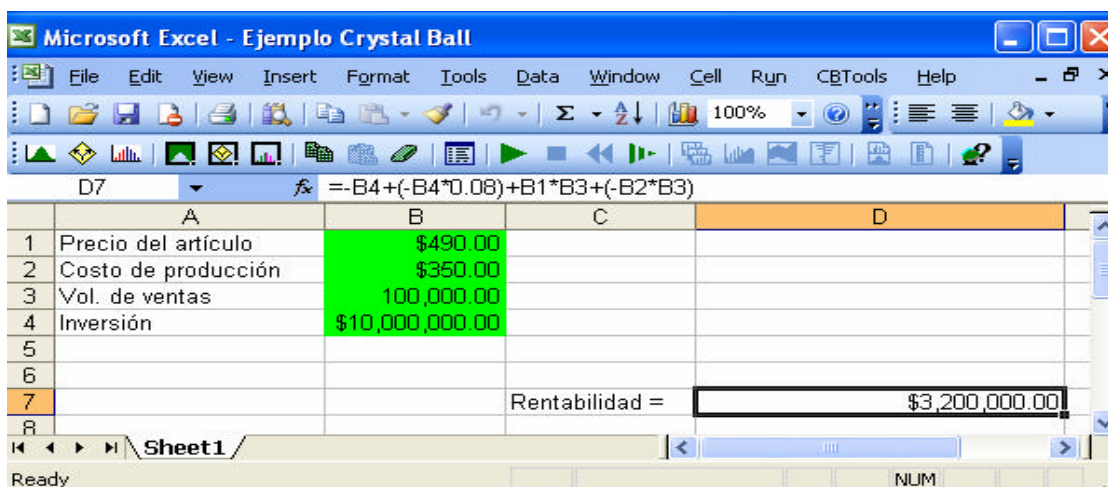 Microsoft Excel - Ejemplo Crystal Ball
File Edit View Insert Format Tools Data Window Cell Run CBTools Help
100%
D7 fx =-B4+(-B4*0.08)+B1*B3+(-B2*B3)
A B C D
1 Precio del artículo $490.00
2 Costo de producción $350.00
3 Vol. de ventas 100,000.00
4 Inversión $10,000,000.00
5
6
7 Rentabilidad = $3,200,000.00
8
Sheet1
Ready NUM